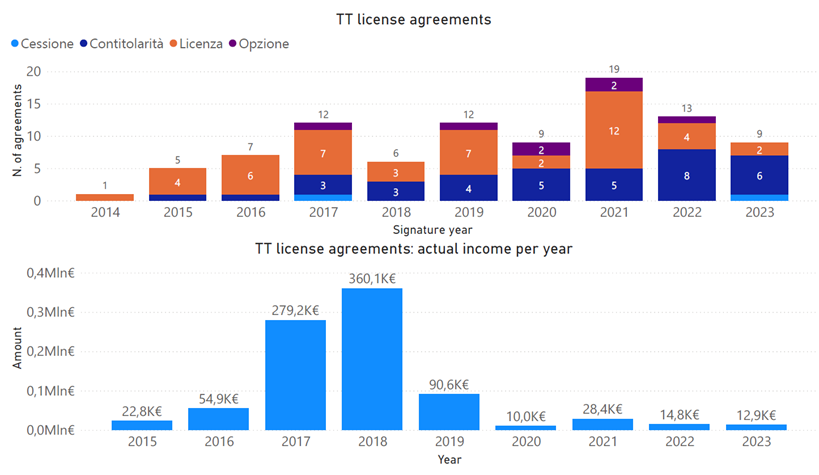 TT license agreements
Cessione Contitolarità Licenza Opzione
N. of agreements
20
15
10
5
0
1
5
4
7
6
12
7
3
6
3
3
12
7
4
9
2
2
5
19
2
12
5
13
4
8
9
2
6
2014 2015 2016 2017 2018 2019 2020 2021 2022 2023
Signature year
TT license agreements: actual income per year
Amount
0,4Mln€
0,3Mln€
0,2Mln€
0,1Mln€
0,0Mln€
22,8K€ 54,9K€ 279,2K€ 360,1K€ 90,6K€ 10,0K€ 28,4K€ 14,8K€ 12,9K€
2015 2016 2017 2018 2019 2020 2021 2022 2023
Year